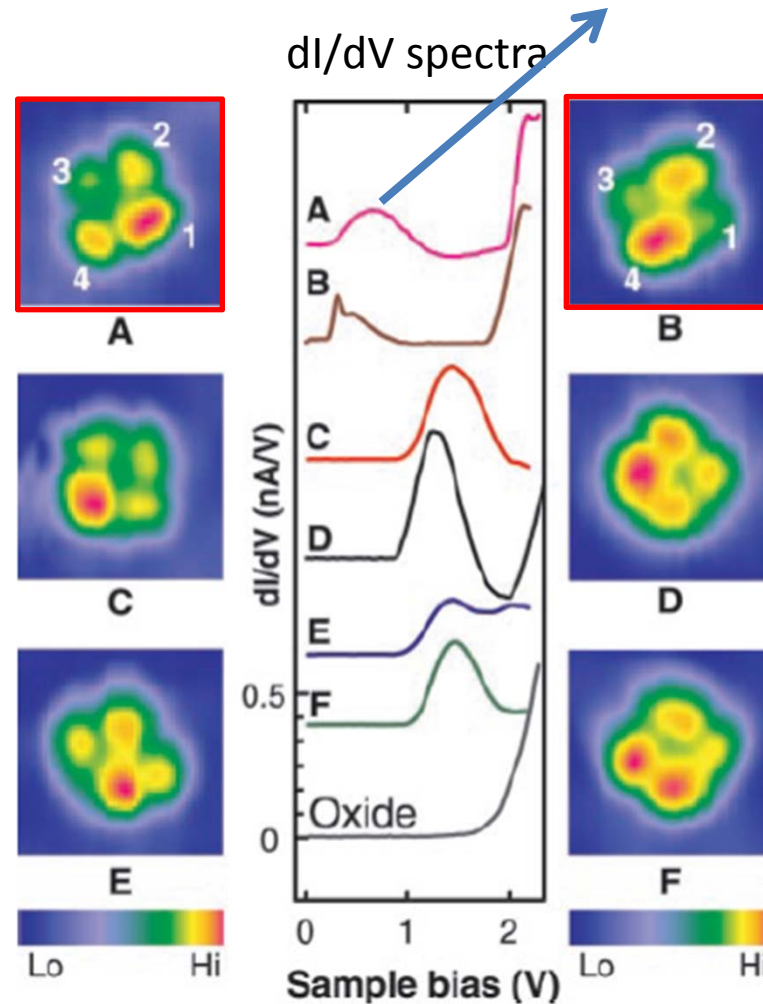 dI/dV spectra
2
3
1
4
A
2
3
1
4
B
C
D
E
F
A
B
C
D
E
F
Oxide
dI/dV (nA/V)
0.5
0
0 1 2
Sample bias (V)
Lo Hi
Lo Hi